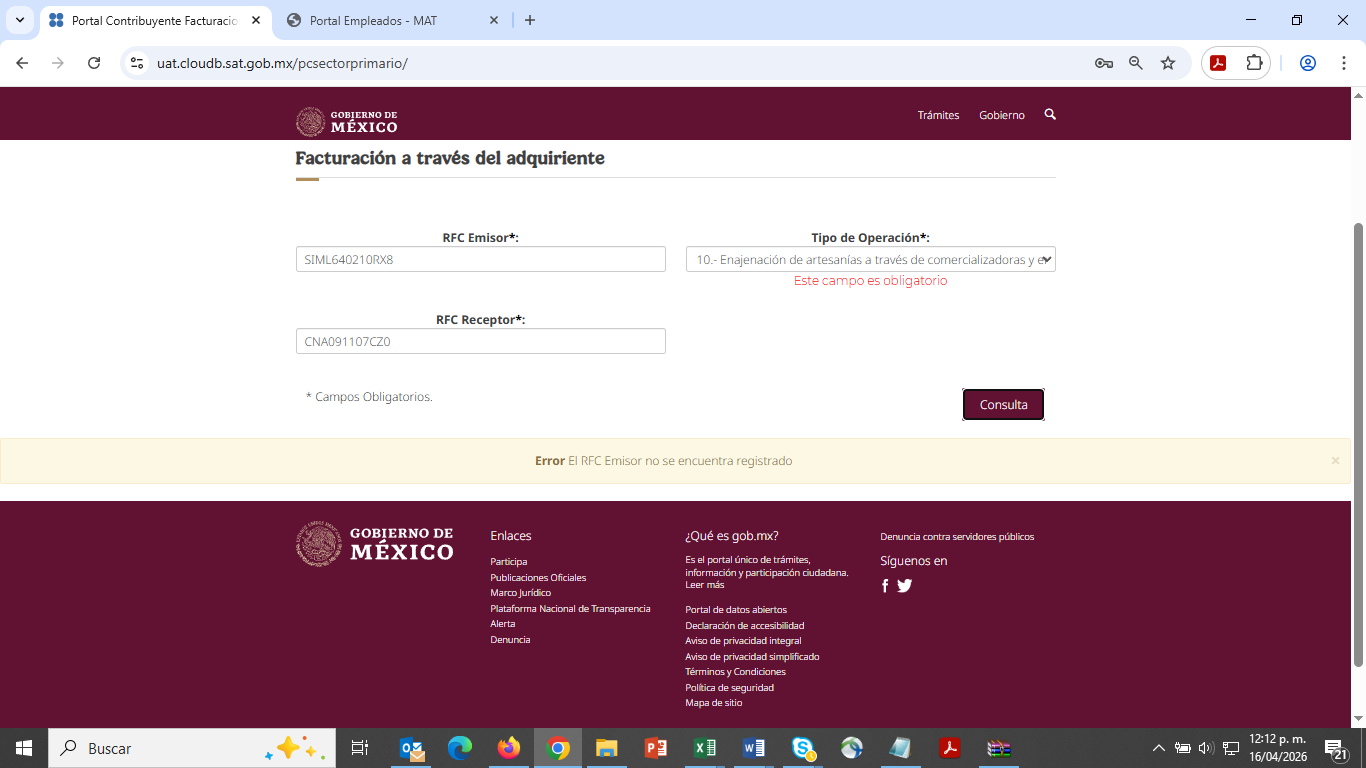 Portal Contribuyente Facturacio
Portal Empleados - MAT
uat.cloudb.sat.gob.mx/pcsectorprimario/
GOBIERNO DE
MÉXICO
Trámites
Gobierno
Facturación a través del adquiriente
RFC Emisor*:
Tipo de Operación*:
SIML640210RX8
10.- Enajenación de artesanías a través de comercializadoras y e
Este campo es obligatorio
RFC Receptor*:
CNA091107CZ0
* Campos Obligatorios.
Consulta
Error El RFC Emisor no se encuentra registrado
×
GOBIERNO DE
MÉXICO
Enlaces
Participa
Publicaciones Oficiales
Marco Jurídico
Plataforma Nacional de Transparencia
Alerta
Denuncia
¿Qué es gob.mx?
Es el portal único de trámites,
información y participación ciudadana.
Leer más
Portal de datos abiertos
Declaración de accesibilidad
Aviso de privacidad integral
Aviso de privacidad simplificado
Términos y Condiciones
Política de seguridad
Mapa de sitio
Denuncia contra servidores públicos
Síguenos en
Buscar
12:12 p. m.
16/04/2026
21